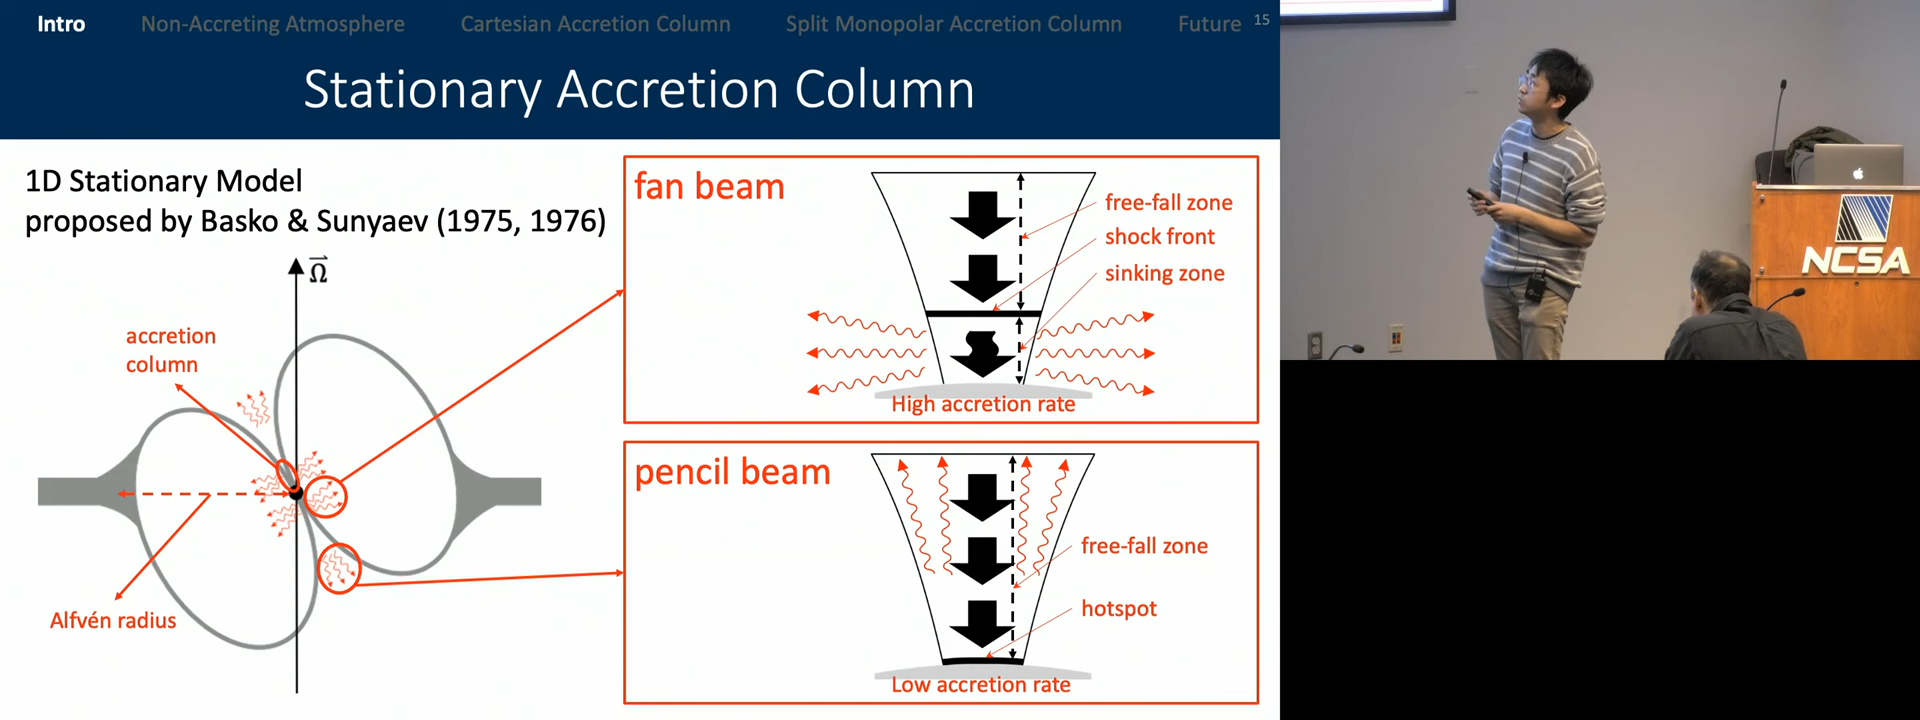 Intro Non-Accreting Atmosphere Cartesian Accretion Column Split Monopolar Accretion Column Future 15
Stationary Accretion Column
1D Stationary Model
proposed by Basko & Sunyaev (1975, 1976)
Ω
accretion
column
Alfvén radius
fan beam
free-fall zone
shock front
sinking zone
High accretion rate
pencil beam
free-fall zone
hotspot
Low accretion rate
NCSA